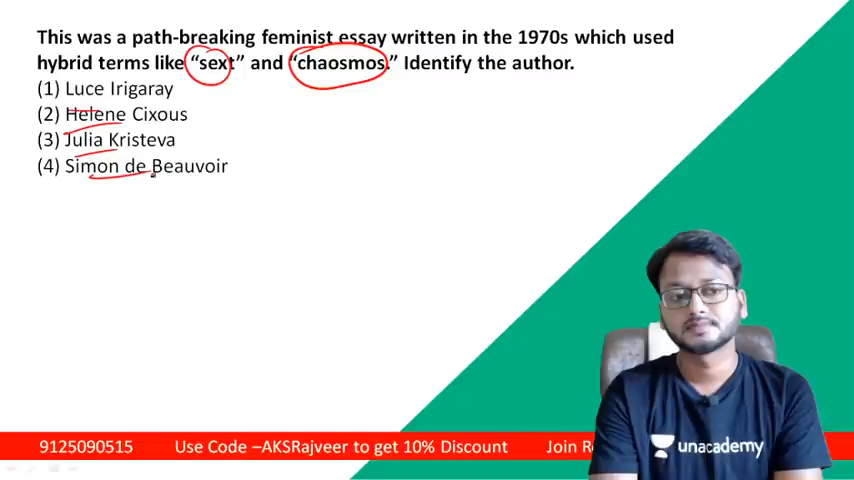 This was a path-breaking feminist essay written in the 1970s which used
hybrid terms like “sext” and “chaosmos.” Identify the author.
(1) Luce Irigaray
(2) Helene Cixous
(3) Julia Kristeva
(4) Simon de Beauvoir
unacademy
9125090515 Use Code –AKSRajveer to get 10% Discount Join